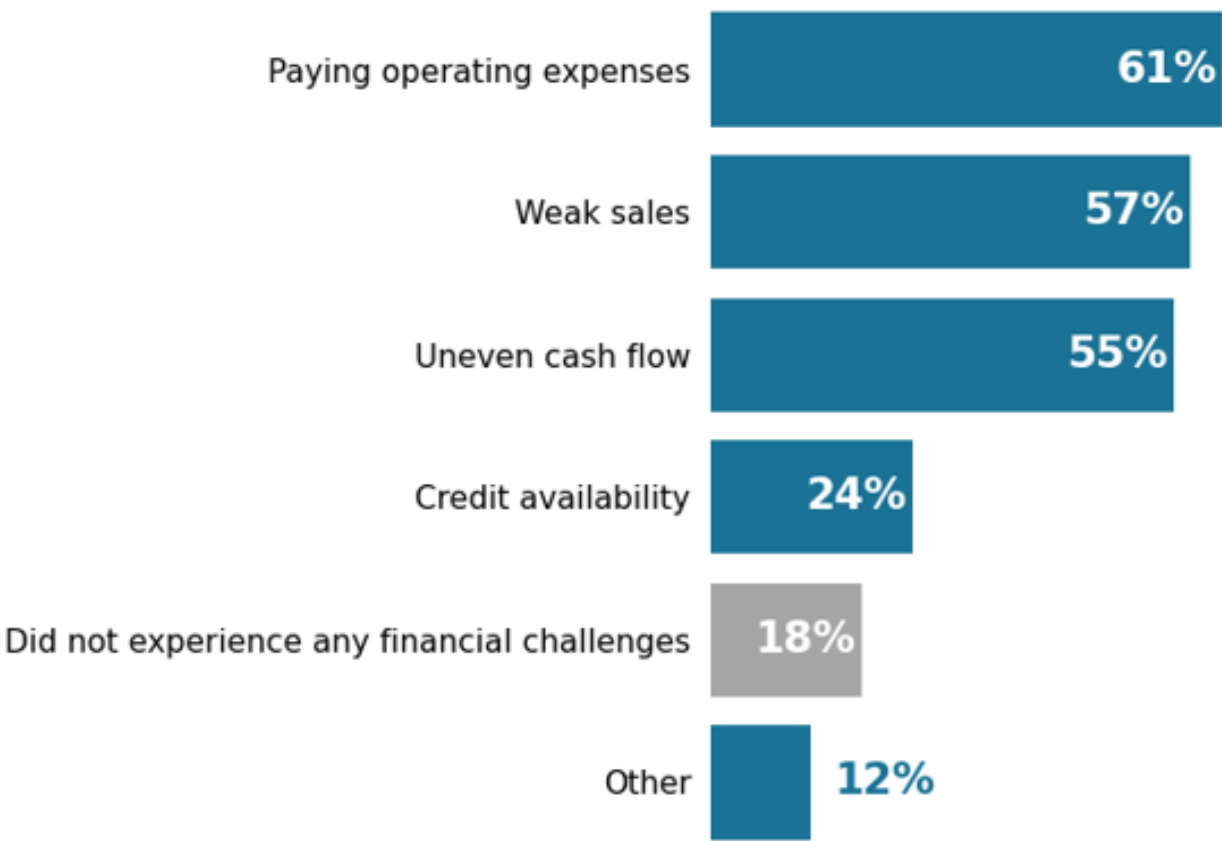 Paying operating expenses 61%
Weak sales 57%
Uneven cash flow 55%
Credit availability 24%
Did not experience any financial challenges 18%
Other 12%